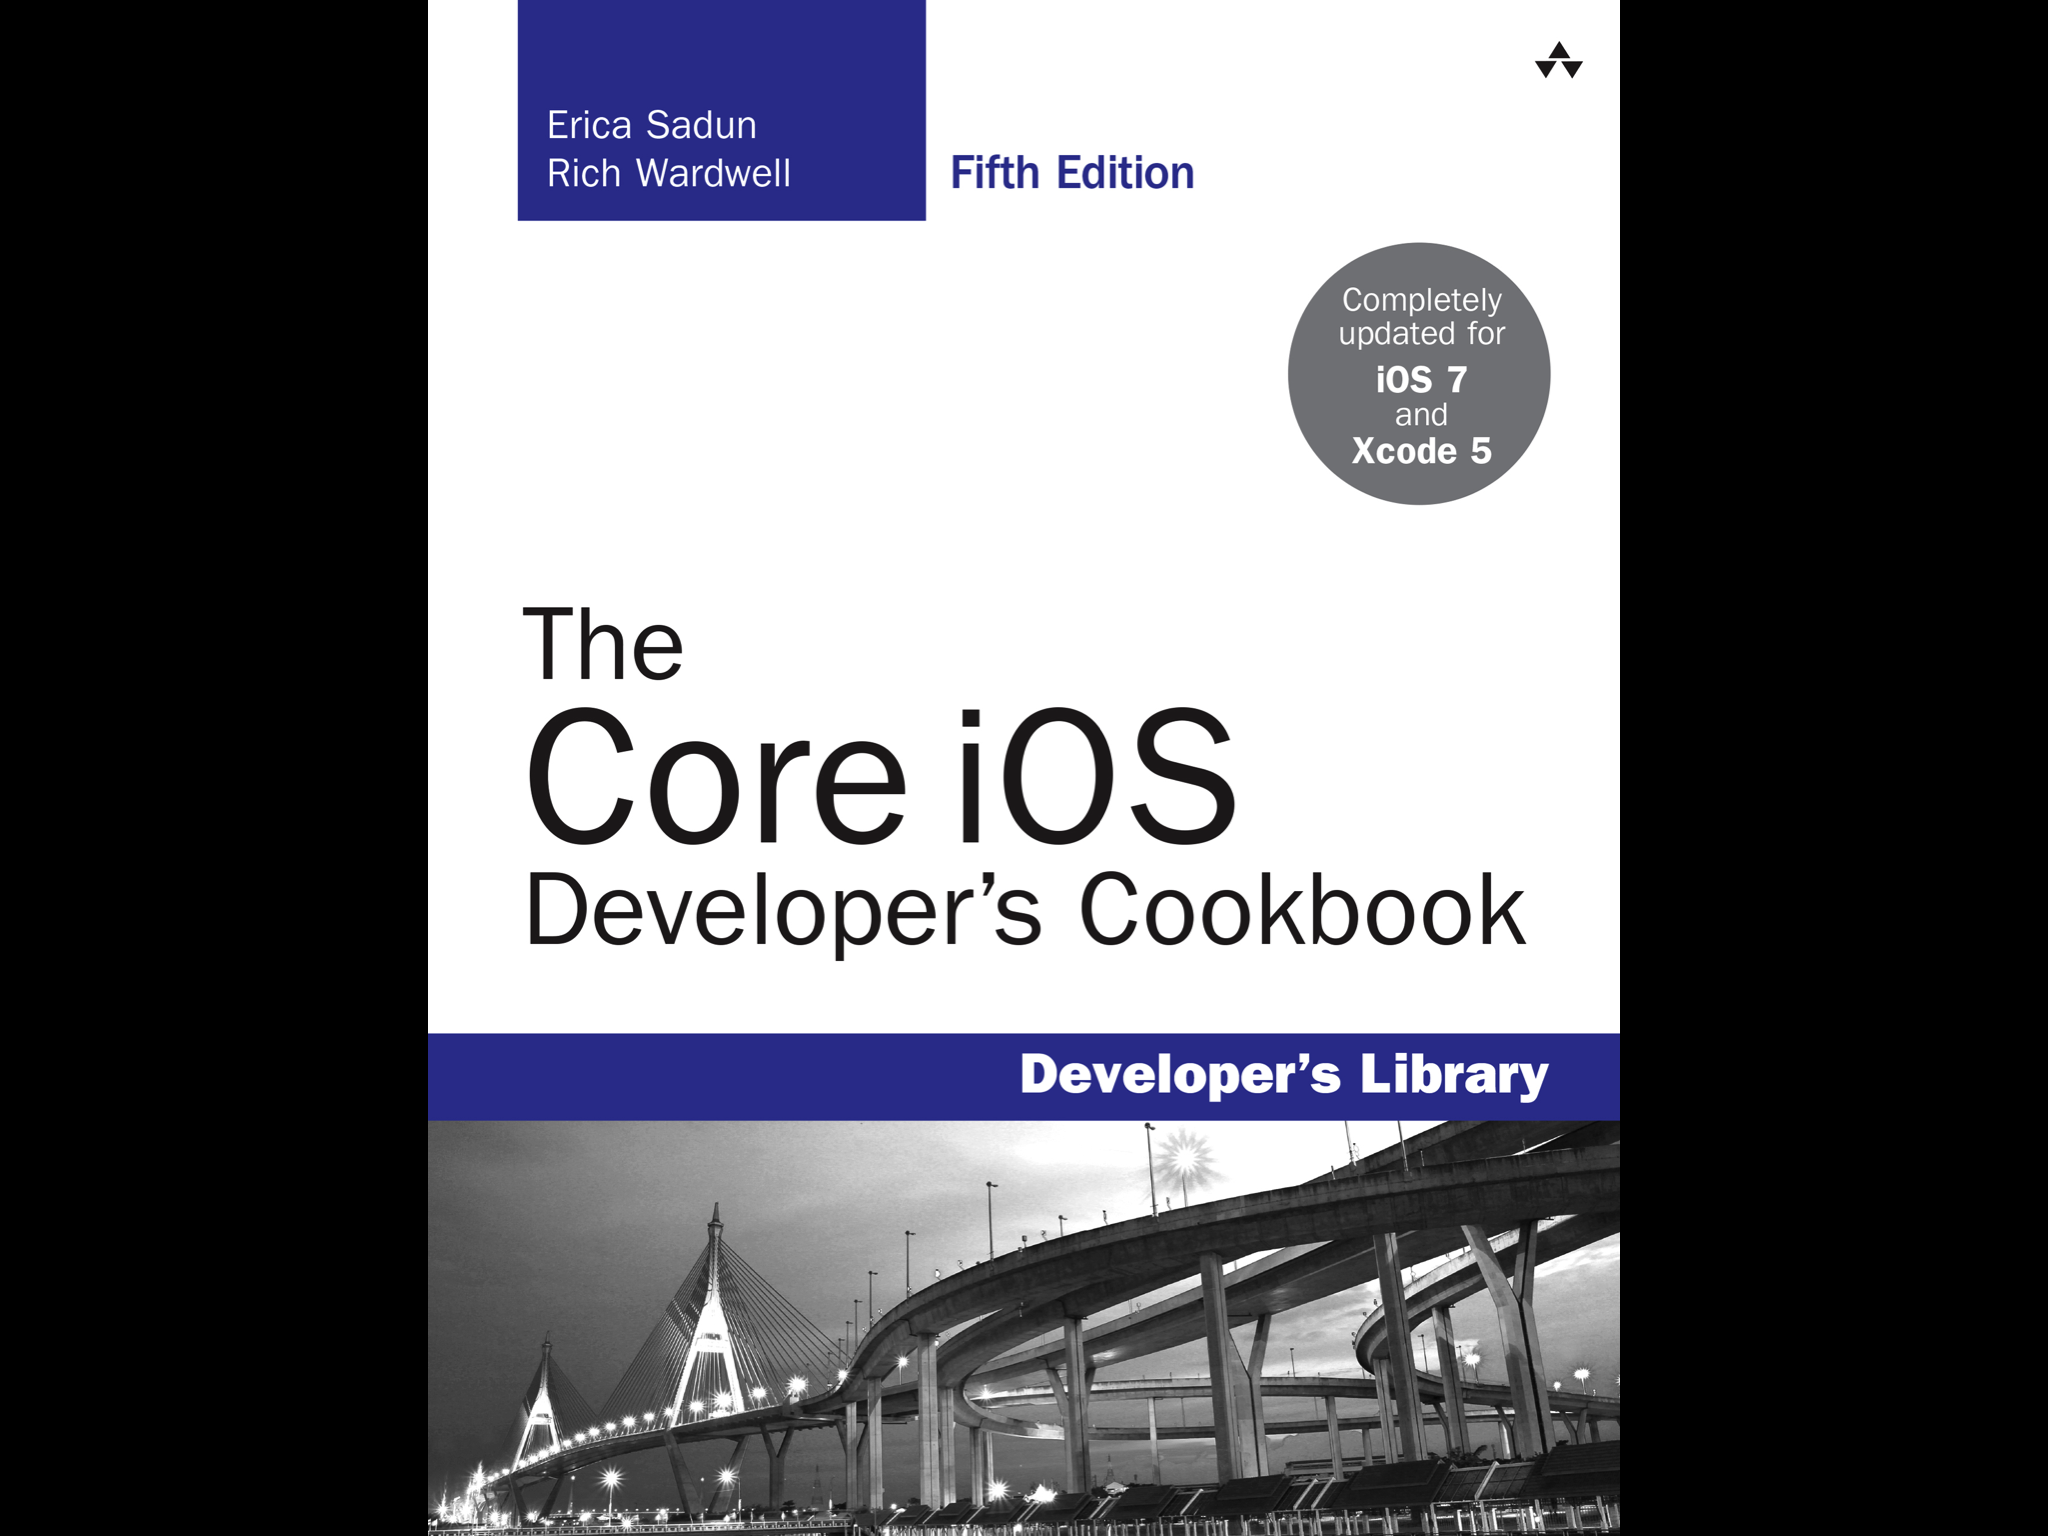 Erica Sadun
Rich Wardwell
Fifth Edition
Completely
updated for
iOS 7
and
Xcode 5
The
Core iOS
Developer’s Cookbook
Developer’s Library